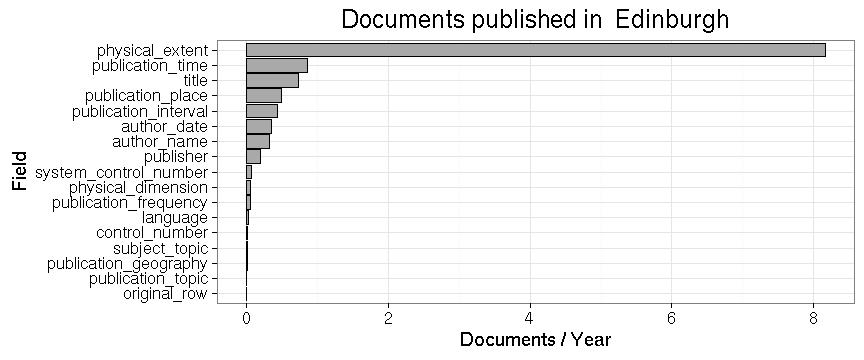 Documents published in  Edinburgh
physical_extent
publication_time
title
publication_place
publication_interval
author_date
author_name
publisher
system_control_number
physical_dimension
publication_frequency
language
control_number
subject_topic
publication_geography
publication_topic
original_row
Field
0 2 4 6 8
Documents / Year